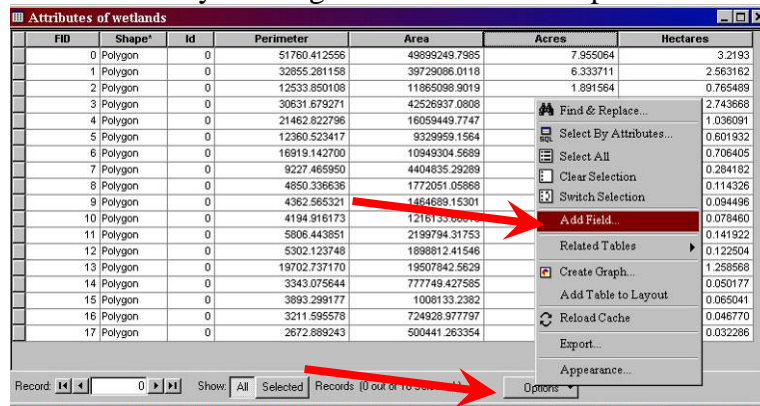 Attributes of wetlands
FID Shape* Id Perimeter Area Acres Hectares
0 Polygon 0 51760.412556 49899249.7985 7.955064 3.2193
1 Polygon 0 32855.281158 39729086.0118 6.333711 2.563162
2 Polygon 0 12533.850108 11865098.9019 1.891564 0.765489
3 Polygon 0 30631.679271 42526937.0808 2.743668
4 Polygon 0 21462.822796 16059449.7747 1.036091
5 Polygon 0 12360.523417 9329959.1564 0.601932
6 Polygon 0 16919.142700 10949304.5689 0.706405
7 Polygon 0 9227.465950 4404835.29289 0.284182
8 Polygon 0 4850.336636 1772051.05868 0.114326
9 Polygon 0 4362.565321 1464689.15301 0.094496
10 Polygon 0 4194.916173 0.078460
11 Polygon 0 5806.443851 2199794.31753 0.141922
12 Polygon 0 5302.123748 1898812.41546 0.122504
13 Polygon 0 19702.737170 19507842.5629 1.258568
14 Polygon 0 3343.075644 777749.427585 0.050177
15 Polygon 0 3893.299177 1008133.2382 0.065041
16 Polygon 0 3211.595578 724928.977797 0.046770
17 Polygon 0 2672.889243 500441.263354 0.032286
Find & Replace...
SQL Select By Attributes...
Select All
Clear Selection
Switch Selection
Add Field...
Related Tables
Create Graph...
Add Table to Layout
Reload Cache
Export...
Appearance...
Record: 0 Show: All Selected Records (0 out of Options